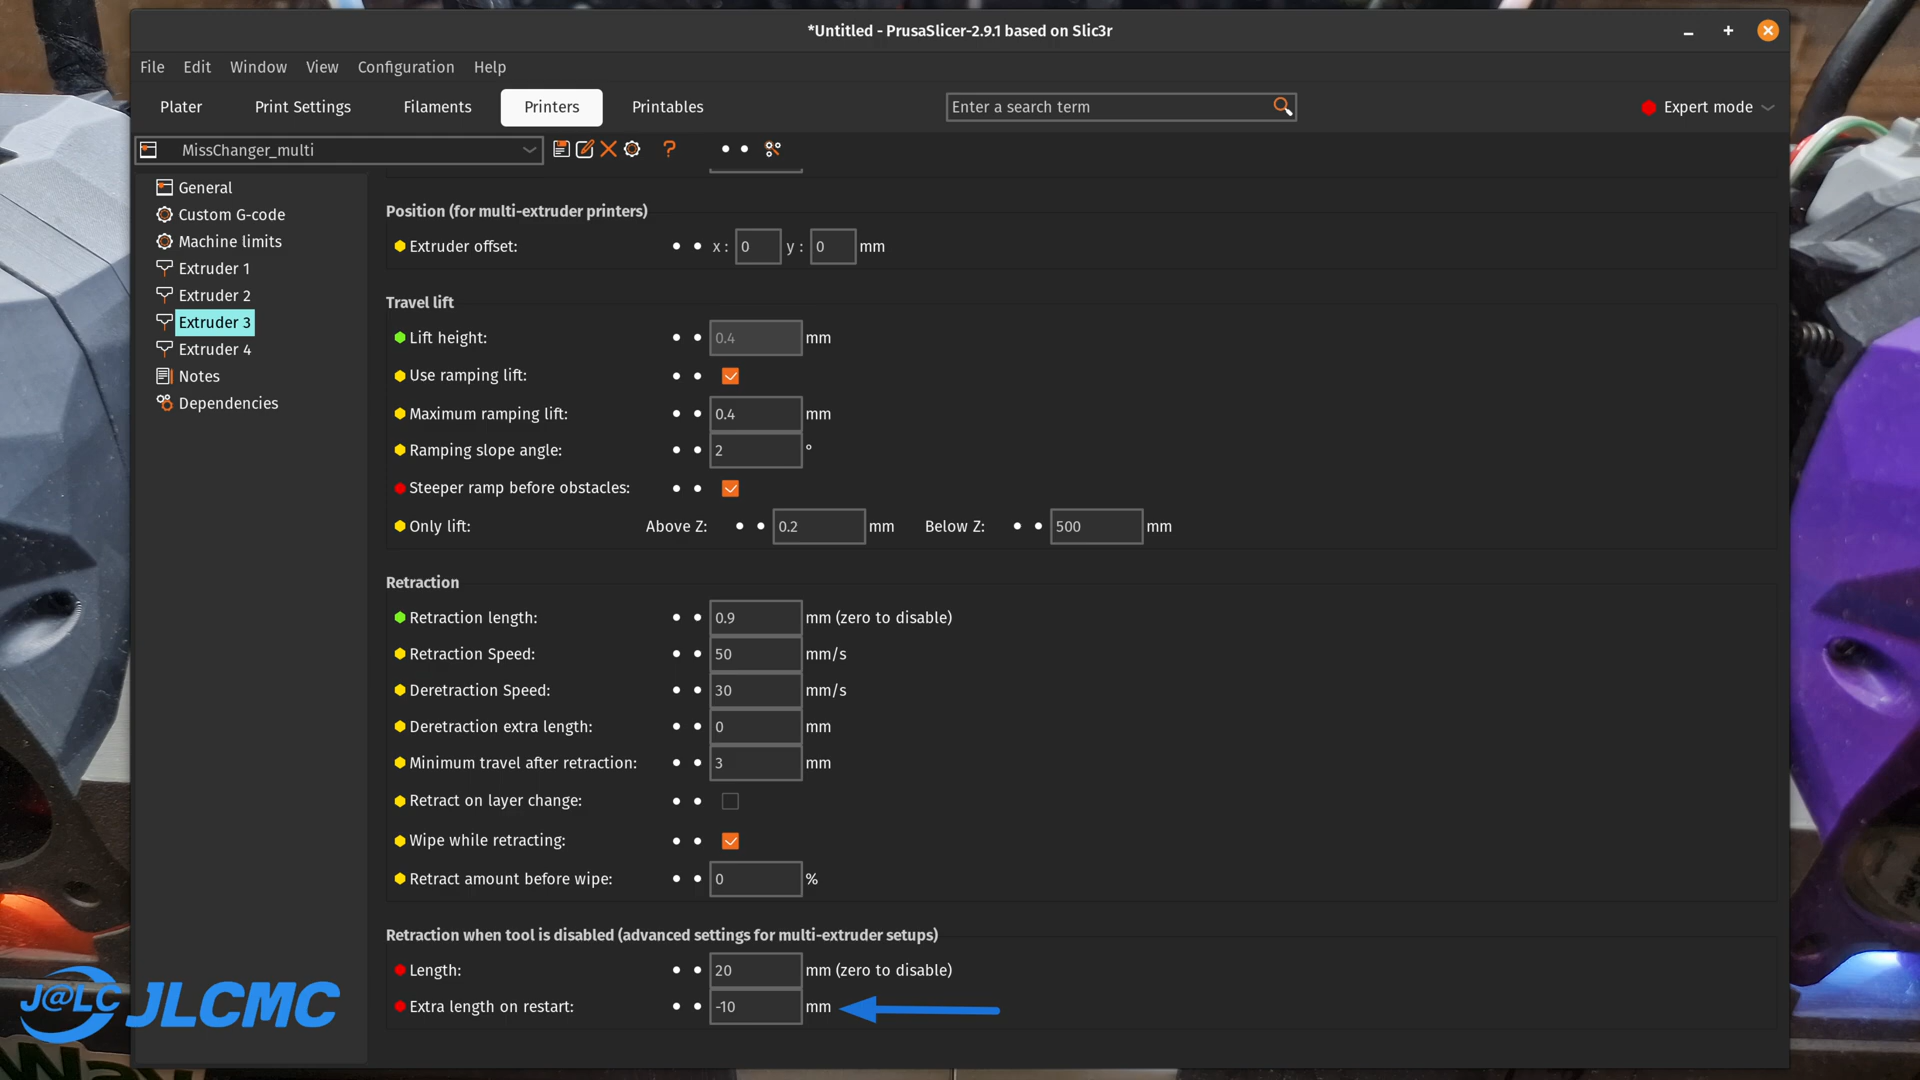 *Untitled - PrusaSlicer-2.9.1 based on Slic3r
File Edit Window View Configuration Help
Plater Print Settings Filaments Printers Printables Enter a search term Expert mode
MissChanger_multi ?
General
Custom G-code
Machine limits
Extruder 1
Extruder 2
Extruder 3
Extruder 4
Notes
Dependencies
Position (for multi-extruder printers)
Extruder offset: x : 0 y : 0 mm
Travel lift
Lift height: 0.4 mm
Use ramping lift:
Maximum ramping lift: 0.4 mm
Ramping slope angle: 2 °
Steeper ramp before obstacles:
Only lift: Above Z: 0.2 mm Below Z: 500 mm
Retraction
Retraction length: 0.9 mm (zero to disable)
Retraction Speed: 50 mm/s
Deretraction Speed: 30 mm/s
Deretraction extra length: 0 mm
Minimum travel after retraction: 3 mm
Retract on layer change:
Wipe while retracting:
Retract amount before wipe: 0 %
Retraction when tool is disabled (advanced settings for multi-extruder setups)
Length: 20 mm (zero to disable)
Extra length on restart: -10 mm
J@LC JLCMC